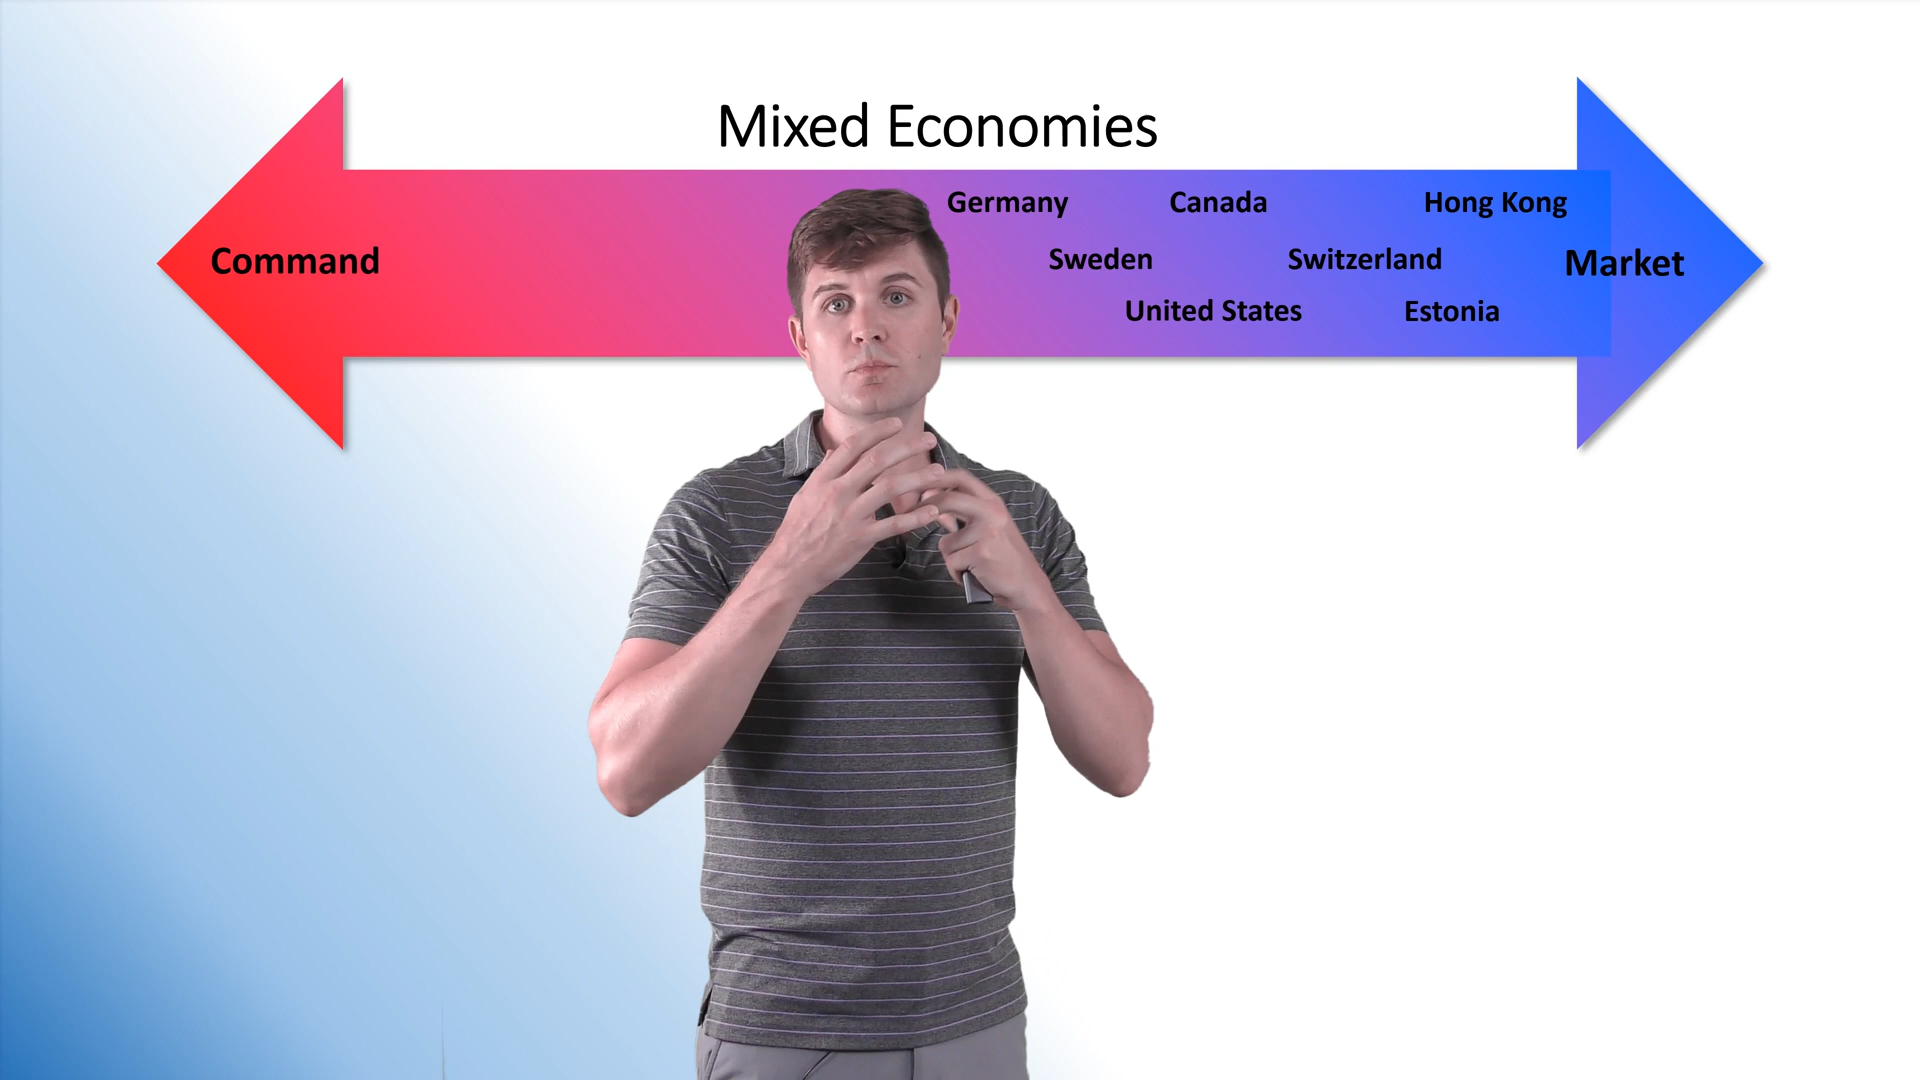 Mixed Economies
Germany Canada Hong Kong
Command Sweden Switzerland Market
United States Estonia